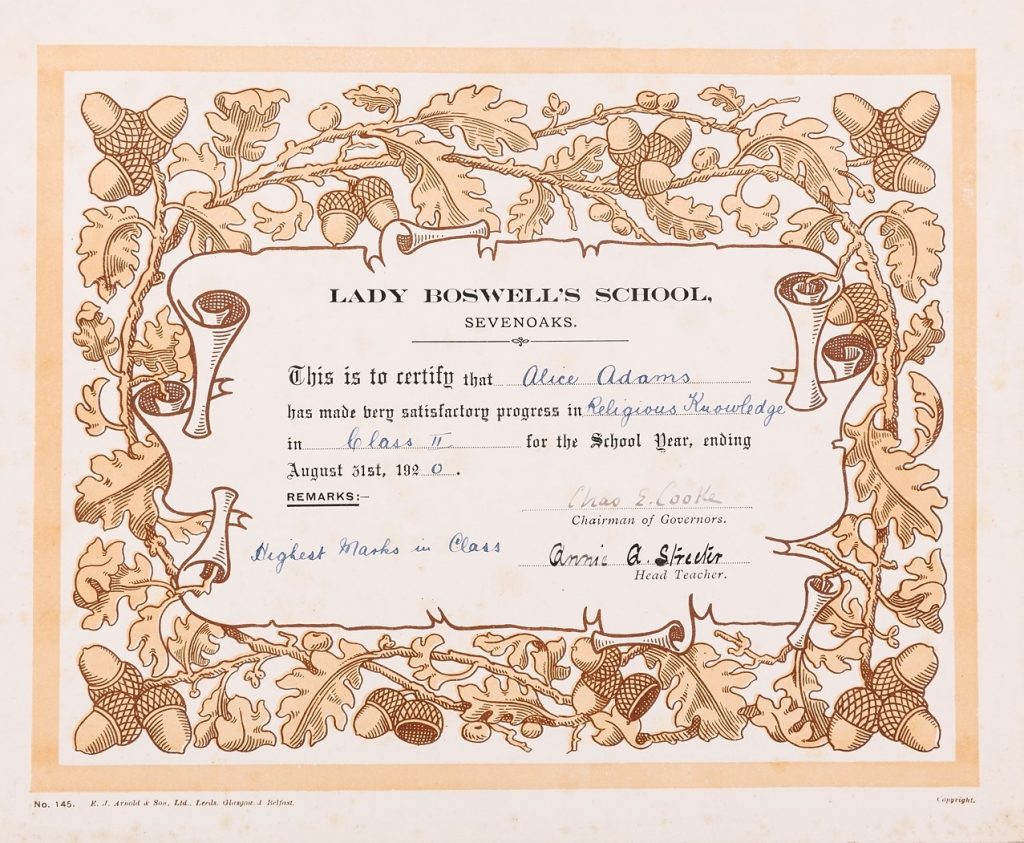 LADY BOSWELL'S SCHOOL,
SEVENOAKS.
This is to certify that Alice Adams
has made very satisfactory progress in Religious Knowledge
in Class II for the School Year, ending
August 31st, 1920.
REMARKS:—
Chas E. Cooke
Chairman of Governors.
Highest Marks in Class
Annie A. Streeter
Head Teacher.
No. 145. E. J. Arnold & Son, Ltd., Leeds, Glasgow & Belfast.
Copyright.